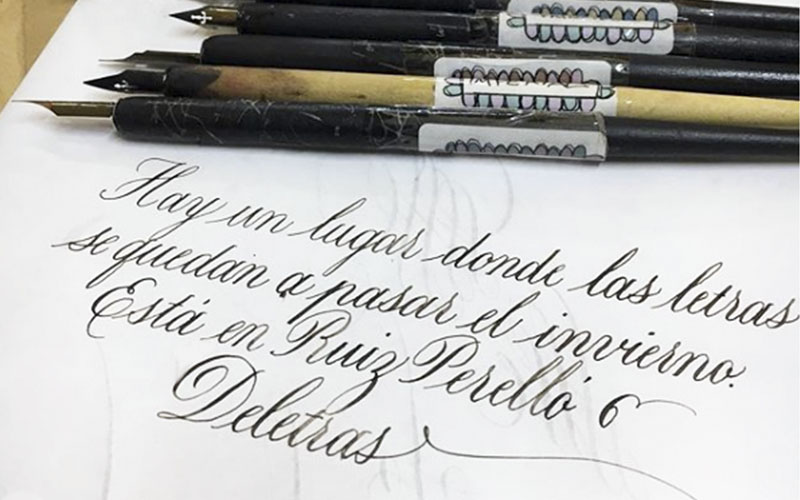 Hay un lugar donde las letras
se quedan a pasar el invierno.
Está en Ruiz Perelló 6
Deletras